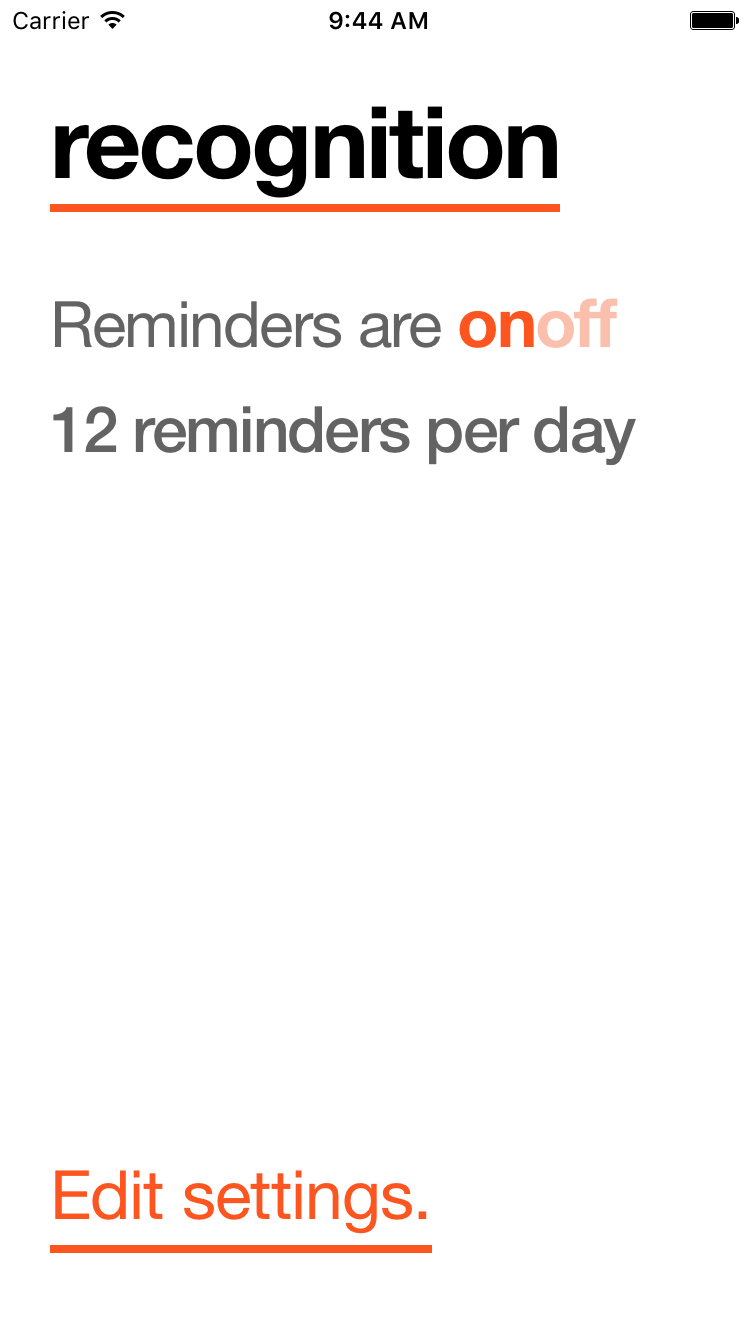 Carrier 9:44 AM
recognition
Reminders are onoff
12 reminders per day
Edit settings.